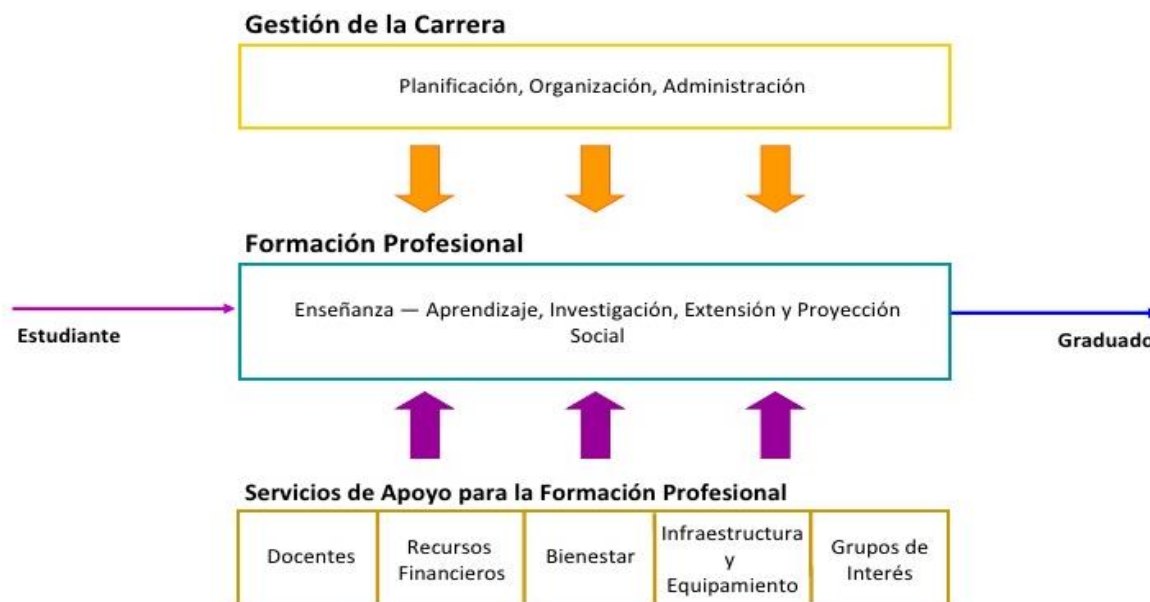 Gestión de la Carrera
Planificación, Organización, Administración
Formación Profesional
Enseñanza — Aprendizaje, Investigación, Extensión y Proyección
Social
Estudiante
Graduado
Servicios de Apoyo para la Formación Profesional
Docentes
Recursos
Financieros
Bienestar
Infraestructura
y
Equipamiento
Grupos de
Interés